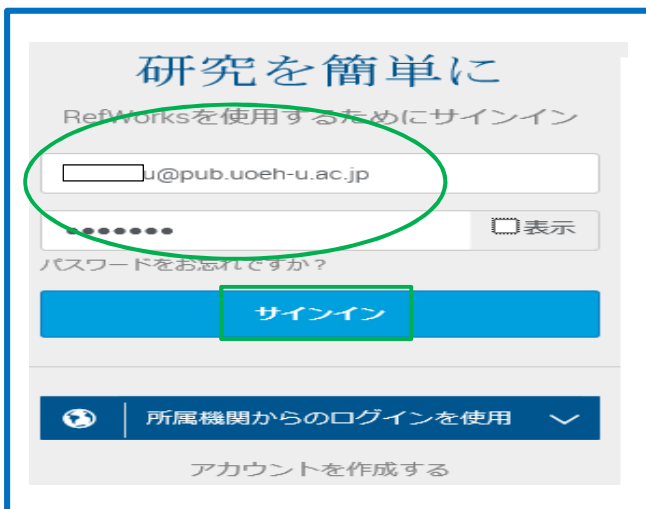 研究を簡単に
RefWorksを使用するためにサインイン
u@pub.uoeh-u.ac.jp
表示
パスワードをお忘れですか？
サインイン
所属機関からのログインを使用
アカウントを作成する